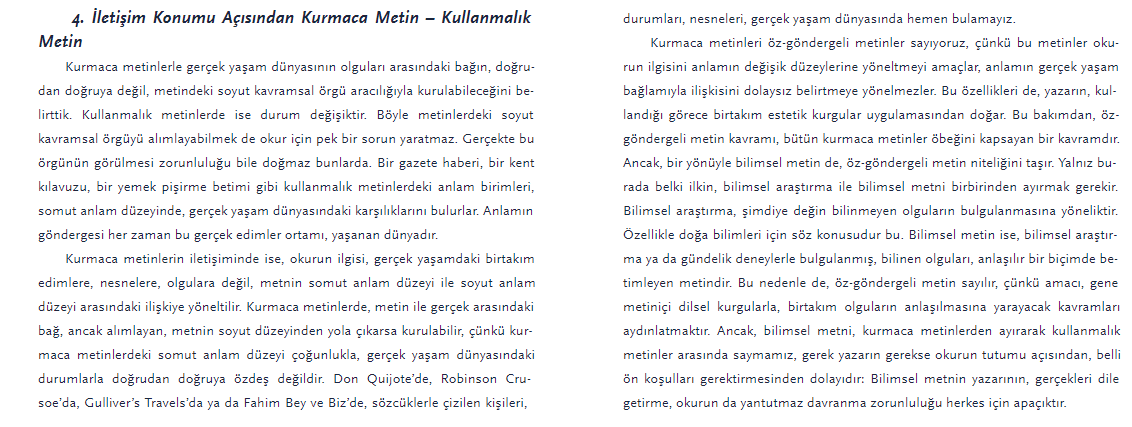 4. İletişim Konumu Açısından Kurmaca Metin – Kullanmalık
Metin
Kurmaca metinlerle gerçek yaşam dünyasının olguları arasındaki bağın, doğru-
dan doğruya değil, metindeki soyut kavramsal örgü aracılığıyla kurulabileceğini be-
lirttik. Kullanmalık metinlerde ise durum değişiktir. Böyle metinlerdeki soyut
kavramsal örgüyü alımlayabilmek de okur için pek bir sorun yaratmaz. Gerçekte bu
örgünün görülmesi zorunluluğu bile doğmaz bunlarda. Bir gazete haberi, bir kent
kılavuzu, bir yemek pişirme betimi gibi kullanmalık metinlerdeki anlam birimleri,
somut anlam düzeyinde, gerçek yaşam dünyasındaki karşılıklarını bulurlar. Anlamın
göndergesi her zaman bu gerçek edimler ortamı, yaşanan dünyadır.
Kurmaca metinlerin iletişiminde ise, okurun ilgisi, gerçek yaşamdaki birtakım
edimlere, nesnelere, olgulara değil, metnin somut anlam düzeyi ile soyut anlam
düzeyi arasındaki ilişkiye yöneltilir. Kurmaca metinlerde, metin ile gerçek arasındaki
bağ, ancak alımlayan, metnin soyut düzeyinden yola çıkarsa kurulabilir, çünkü kur-
maca metinlerdeki somut anlam düzeyi çoğunlukla, gerçek yaşam dünyasındaki
durumlarla doğrudan doğruya özdeş değildir. Don Quijote’de, Robinson Cru-
soe’da, Gulliver’s Travels’da ya da Fahim Bey ve Biz’de, sözcüklerle çizilen kişileri,
durumları, nesneleri, gerçek yaşam dünyasında hemen bulamayız.
Kurmaca metinleri öz-göndergeli metinler sayıyoruz, çünkü bu metinler oku-
run ilgisini anlamın değişik düzeylerine yöneltmeyi amaçlar, anlamın gerçek yaşam
bağlamıyla ilişkisini dolaysız belirtmeye yönelmezler. Bu özellikleri de, yazarın, kul-
landığı görece birtakım estetik kurgular uygulamasından doğar. Bu bakımdan, öz-
göndergeli metin kavramı, bütün kurmaca metinler öbeğini kapsayan bir kavramdır.
Ancak, bir yönüyle bilimsel metin de, öz-göndergeli metin niteliğini taşır. Yalnız bu-
rada belki ilkin, bilimsel araştırma ile bilimsel metni birbirinden ayırmak gerekir.
Bilimsel araştırma, şimdiye değin bilinmeyen olguların bulgulanmasına yöneliktir.
Özellikle doğa bilimleri için söz konusudur bu. Bilimsel metin ise, bilimsel araştır-
ma ya da gündelik deneylerle bulgulanmış, bilinen olguları, anlaşılır bir biçimde be-
timleyen metindir. Bu nedenle de, öz-göndergeli metin sayılır, çünkü amacı, gene
metiniçi dilsel kurgularla, birtakım olguların anlaşılmasına yarayacak kavramları
aydınlatmaktır. Ancak, bilimsel metni, kurmaca metinlerden ayırarak kullanmalık
metinler arasında saymamız, gerek yazarın gerekse okurun tutumu açısından, belli
ön koşulları gerektirmesinden dolayıdır: Bilimsel metnin yazarının, gerçekleri dile
getirme, okurun da yantutmaz davranma zorunluluğu herkes için apaçıktır.